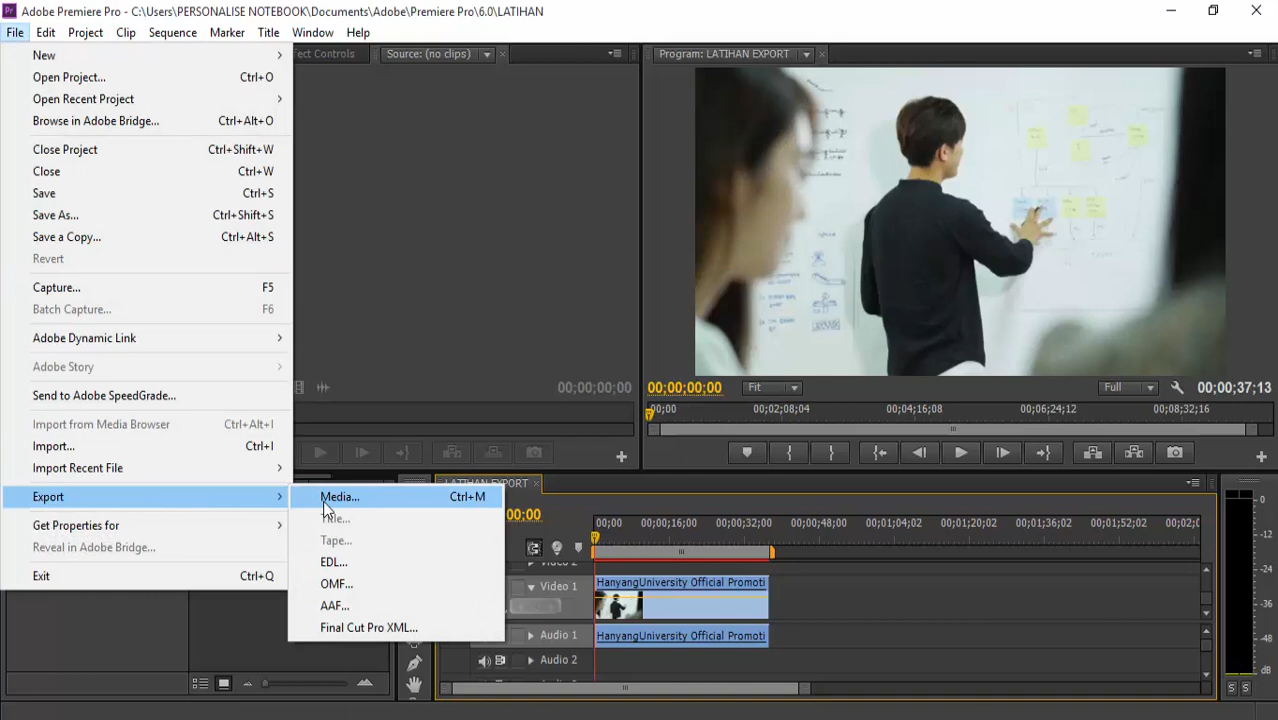 Adobe Premiere Pro - C:\Users\PERSONALISE NOTEBOOK\Documents\Adobe\Premiere Pro\6.0\LATIHAN
File Edit Project Clip Sequence Marker Title Window Help
New
Open Project... Ctrl+O
Open Recent Project
Browse in Adobe Bridge... Ctrl+Alt+O
Close Project Ctrl+Shift+W
Close Ctrl+W
Save Ctrl+S
Save As... Ctrl+Shift+S
Save a Copy... Ctrl+Alt+S
Revert
Capture... F5
Batch Capture... F6
Adobe Dynamic Link
Adobe Story
Send to Adobe SpeedGrade...
Import from Media Browser Ctrl+Alt+I
Import... Ctrl+I
Import Recent File
Export
Get Properties for
Reveal in Adobe Bridge...
Exit Ctrl+Q
Media... Ctrl+M
Title...
Tape...
EDL...
OMF...
AAF...
Final Cut Pro XML...
fect Controls Source: (no clips)
00;00;00;00
Program: LATIHAN EXPORT
00;00;00;00 Fit Full 00;00;37;13
00;00 00;02;08;04 00;04;16;08 00;06;24;12 00;08;32;16
LATIHAN EXPORT
00;00 00;00;16;00 00;00;32;00 00;00;48;00 00;01;04;02 00;01;20;02 00;01;36;02 00;01;52;02
Video 2
Video 1 HanyangUniversity Official Promoti
Audio 1 HanyangUniversity Official Promoti
Audio 2
0
-12
-24
-36
-48
dB
S S